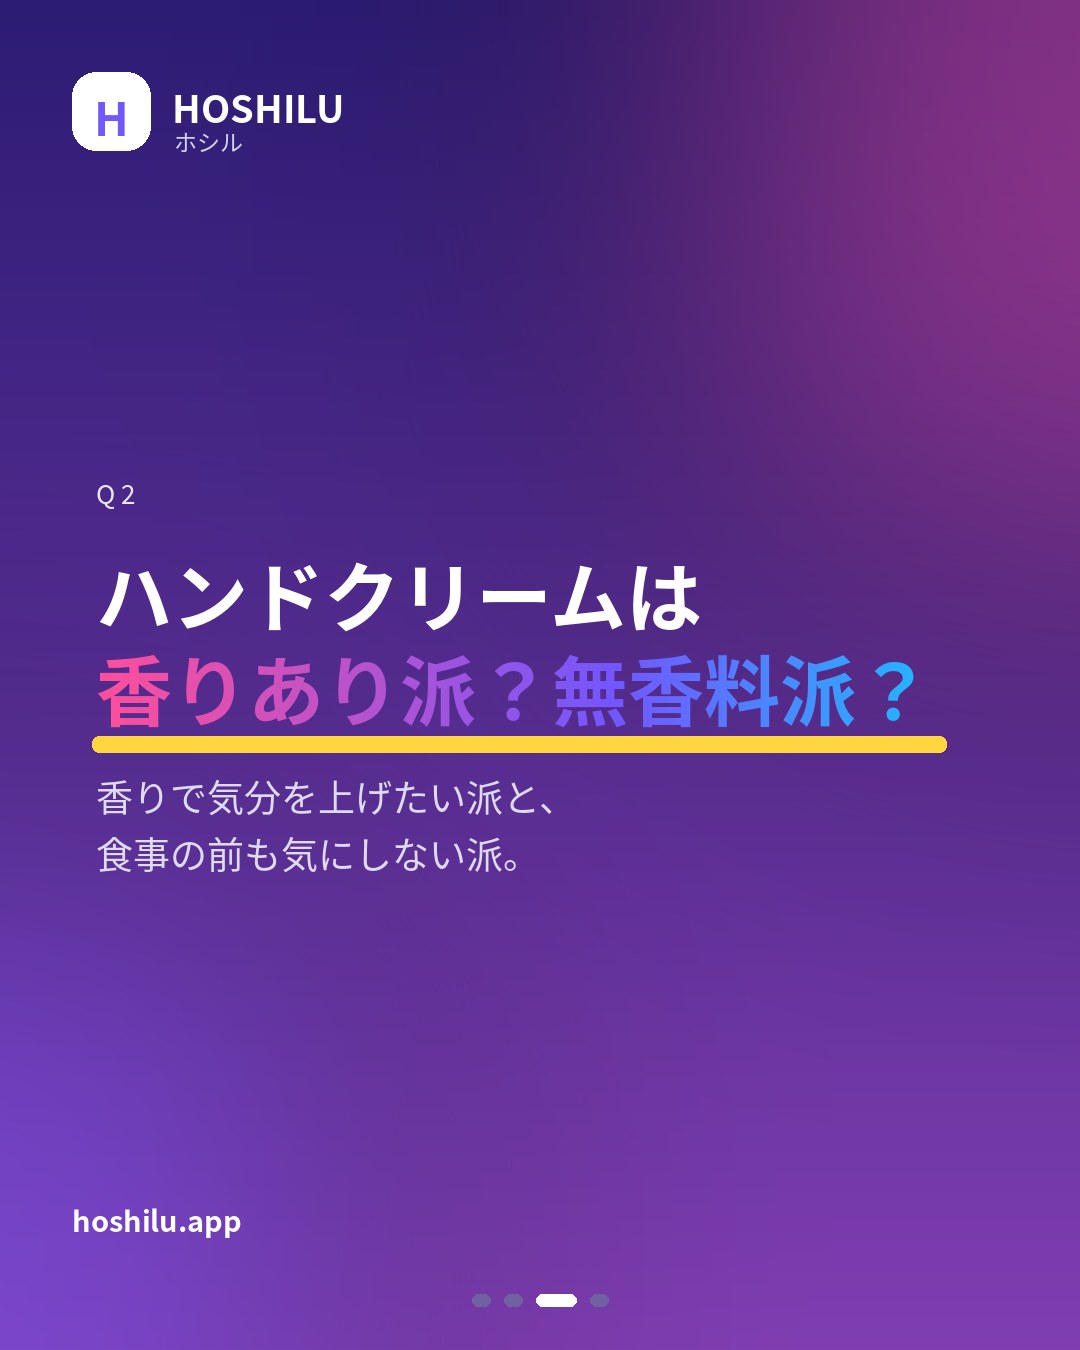 H
HOSHILU
ホシル
Q2
ハンドクリームは
香りあり派？無香料派？
香りで気分を上げたい派と、
食事の前も気にしない派。
hoshilu.app